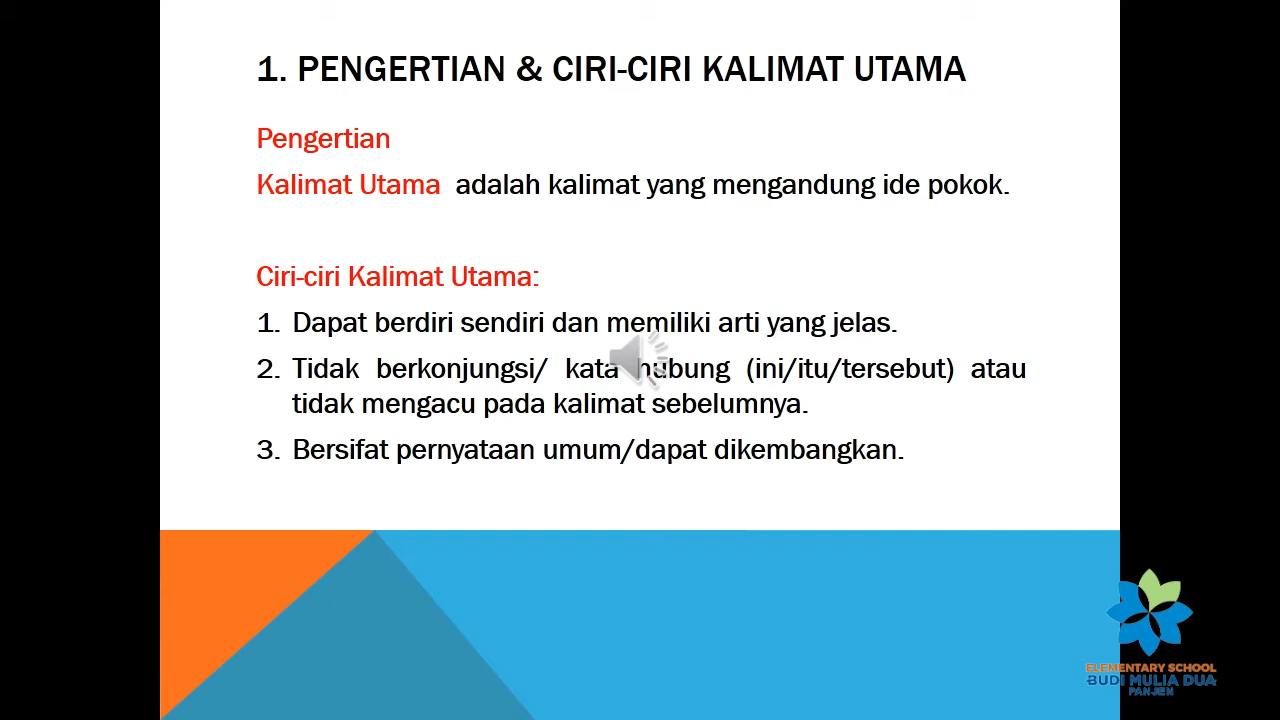 1. PENGERTIAN & CIRI-CIRI KALIMAT UTAMA
Pengertian
Kalimat Utama adalah kalimat yang mengandung ide pokok.
Ciri-ciri Kalimat Utama:
1. Dapat berdiri sendiri dan memiliki arti yang jelas.
2. Tidak berkonjungsi/ kata hubung (ini/itu/tersebut) atau
tidak mengacu pada kalimat sebelumnya.
3. Bersifat pernyataan umum/dapat dikembangkan.
ELEMENTARY SCHOOL
BUDI MULIA DUA
PANJEN